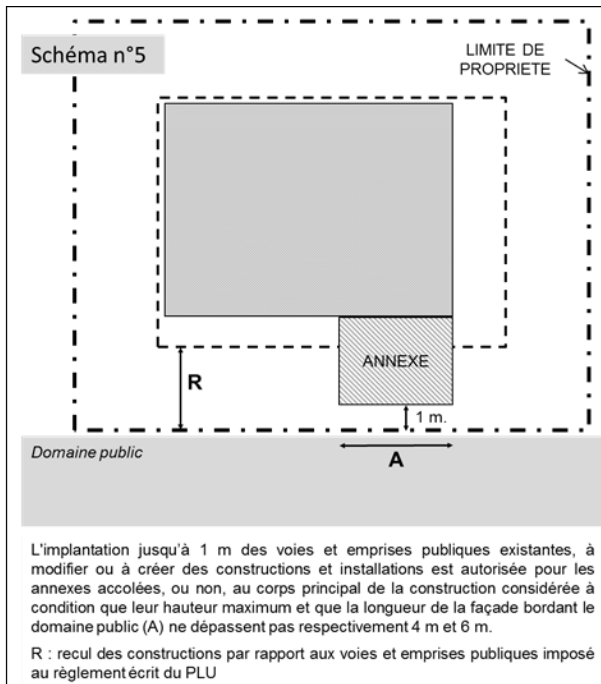 Schéma n°5
LIMITE DE
PROPRIETE
ANNEXE
R
1 m.
A
Domaine public
L'implantation jusqu'à 1 m des voies et emprises publiques existantes, à
modifier ou à créer des constructions et installations est autorisée pour les
annexes accolées, ou non, au corps principal de la construction considérée à
condition que leur hauteur maximum et que la longueur de la façade bordant le
domaine public (A) ne dépassent pas respectivement 4 m et 6 m.
R : recul des constructions par rapport aux voies et emprises publiques imposé
au règlement écrit du PLU